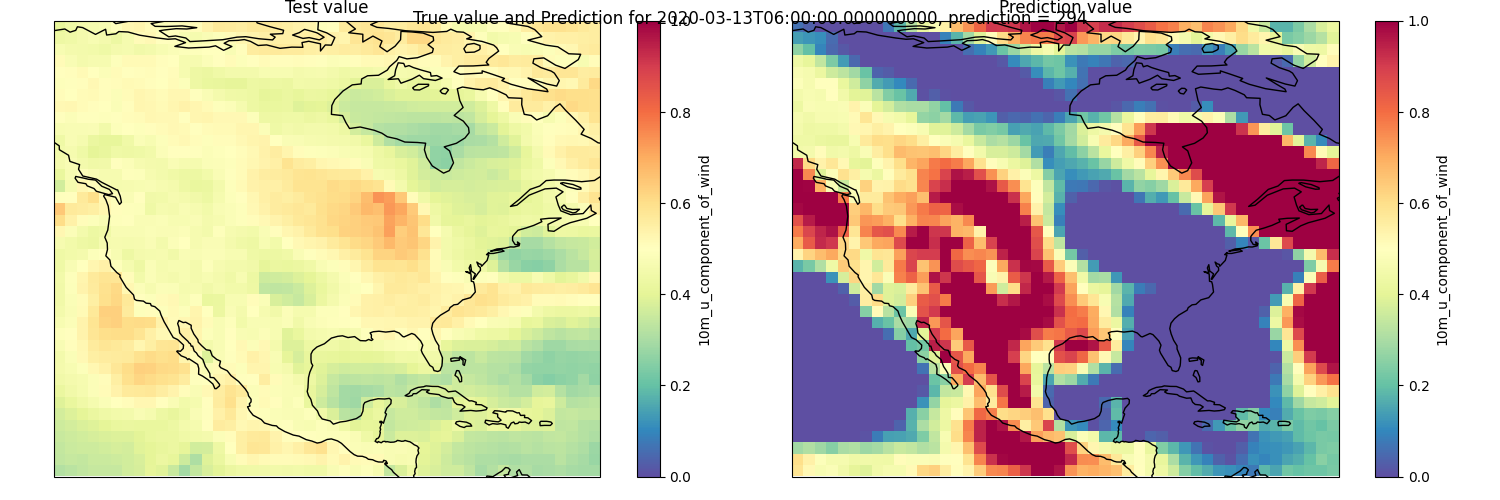 Test value
Prediction value
True value and Prediction for 2020-03-13T06:00:00.000000000, prediction = 294
1.0
0.8
0.6
0.4
0.2
0.0
10m_u_component_of_wind
1.0
0.8
0.6
0.4
0.2
0.0
10m_u_component_of_wind